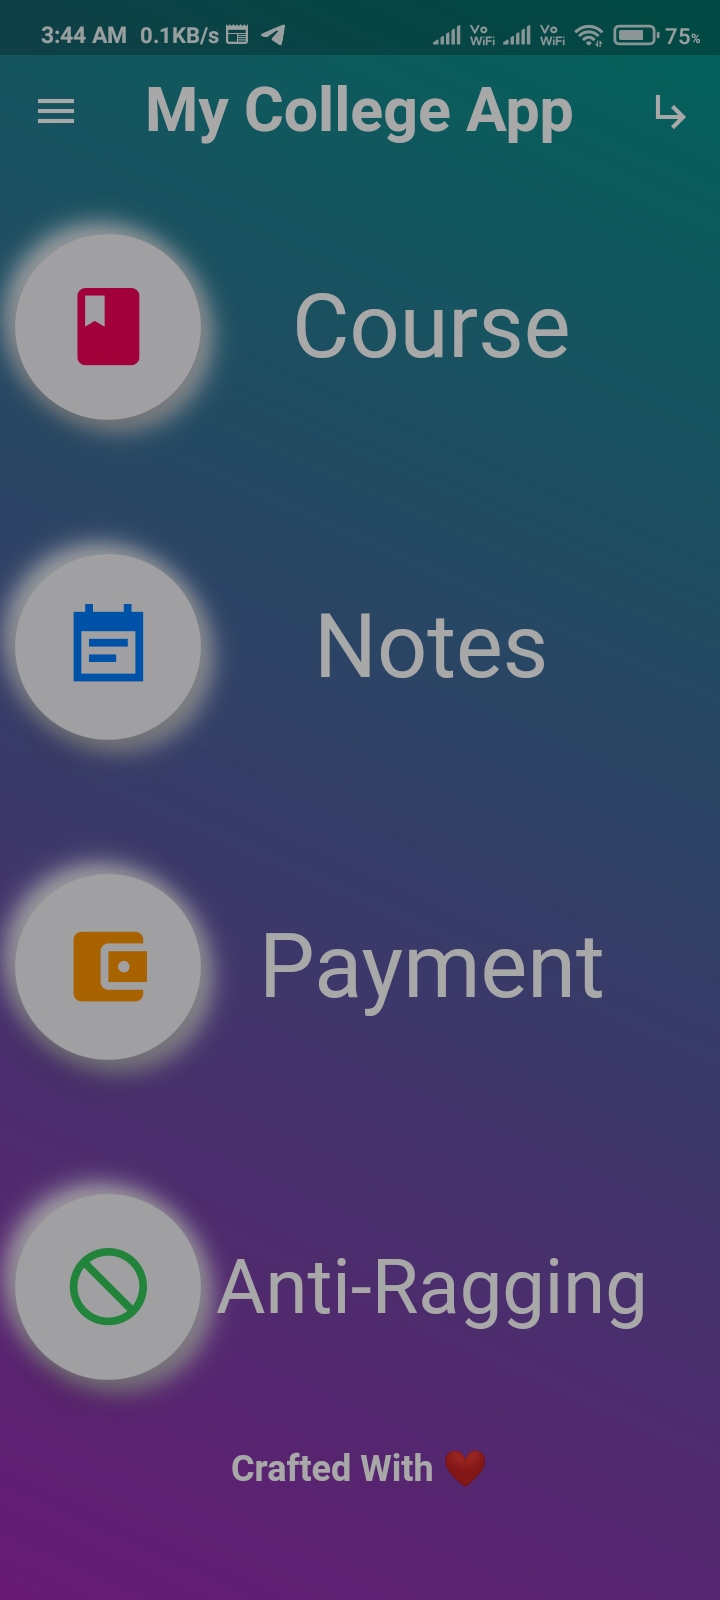 3:44 AM 0.1KB/s Vo WiFi Vo WiFi 75%
My College App
Course
Notes
Payment
Anti-Ragging
Crafted With ❤️